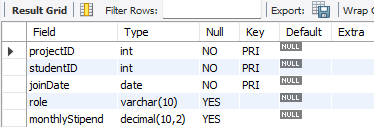 Result Grid Filter Rows: Export: Wrap C
Field Type Null Key Default Extra
projectID int NO PRI NULL
studentID int NO PRI NULL
joinDate date NO PRI NULL
role varchar(10) YES NULL
monthlyStipend decimal(10,2) YES NULL